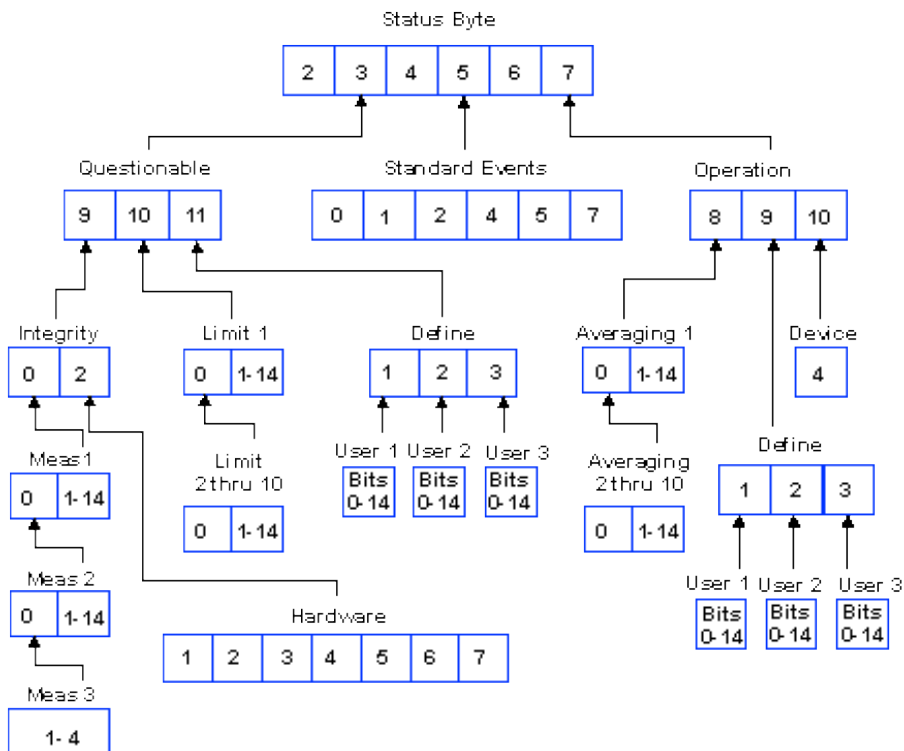 Status Byte
2 3 4 5 6 7
Questionable Standard Events Operation
9 10 11 0 1 2 4 5 7 8 9 10
Integrity Limit 1 Define Averaging 1 Device
0 2 0 1-14 1 2 3 0 1-14 4
Meas1 Limit 2 thru 10 User 1 User 2 User 3 Averaging 2 thru 10 Define
0 1-14 0 1-14 Bits 0-14 Bits 0-14 Bits 0-14 0 1-14 1 2 3
Meas 2 Hardware User 1 User 2 User 3
0 1-14 1 2 3 4 5 6 7 Bits 0-14 Bits 0-14 Bits 0-14
Meas 3
1-4